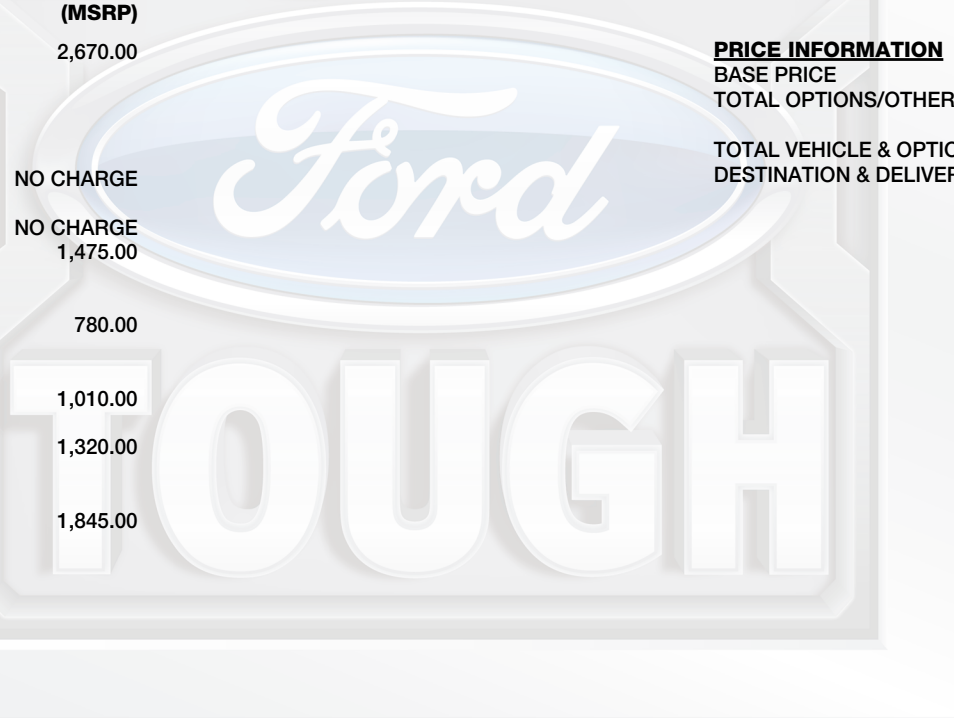 (MSRP)
2,670.00
NO CHARGE
NO CHARGE
1,475.00
780.00
1,010.00
1,320.00
1,845.00
PRICE INFORMATION
BASE PRICE
TOTAL OPTIONS/OTHER
TOTAL VEHICLE & OPTIO
DESTINATION & DELIVER
Ford
TOUGH